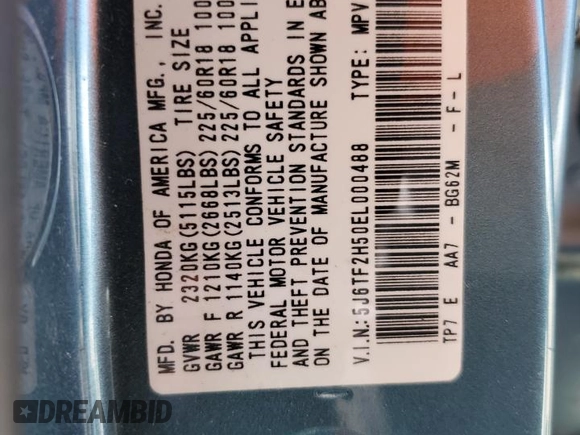 MFD. BY HONDA OF AMERICA MFG., INC.
GVWR 2320KG(5115LBS) TIRE SIZE
GAWR F 1210KG(2668LBS) 225/60R18 100
GAWR R 1140KG(2513LBS) 225/60R18 100
THIS VEHICLE CONFORMS TO ALL APPLI
FEDERAL MOTOR VEHICLE SAFETY
AND THEFT PREVENTION STANDARDS IN E
ON THE DATE OF MANUFACTURE SHOWN AB
V.I.N.: 5J6TF2H50EL000488 TYPE: MPV
TP7 E AA7 - BG62M - F - L
DREAMBID